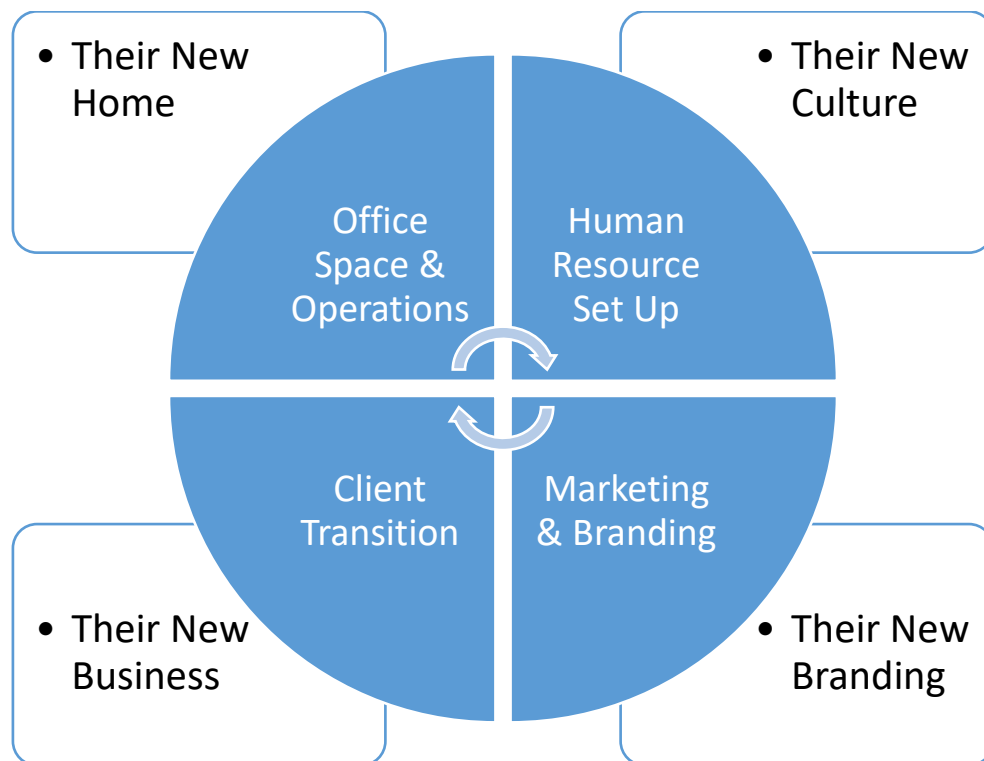 • Their New
Home
• Their New
Culture
Office
Space &
Operations
Human
Resource
Set Up
Client
Transition
Marketing
& Branding
• Their New
Business
• Their New
Branding